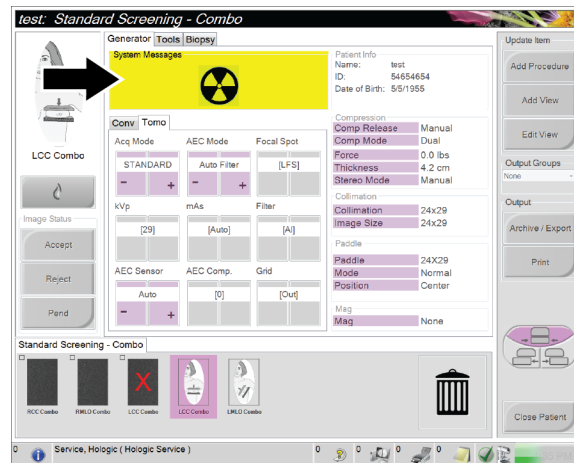 test: Standard Screening - Combo
Generator Tools Biopsy
System Messages
Patient Info
Name: test
ID: 54654654
Date of Birth: 5/5/1955
Update Item
Add Procedure
Add View
Edit View
Output Groups
None
Output
Archive / Export
Print
Close Patient
LCC Combo
Image Status
Accept
Reject
Pend
Conv Tomo
Acq Mode AEC Mode Focal Spot
STANDARD Auto Filter [LFS]
- + - +
kVp mAs Filter
[29] [Auto] [Al]
AEC Sensor AEC Comp. Grid
Auto [0] [Out]
- +
Compression
Comp Release Manual
Comp Mode Dual
Force 0.0 lbs
Thickness 4.2 cm
Stereo Mode Manual
Collimation
Collimation 24x29
Image Size 24x29
Paddle
Paddle 24X29
Mode Normal
Position Center
Mag
Mag None
Standard Screening - Combo
RCC Combo RMLO Combo LCC Combo LCC Combo LMLO Combo
0 Service, Hologic ( Hologic Service ) 0 0 0 0